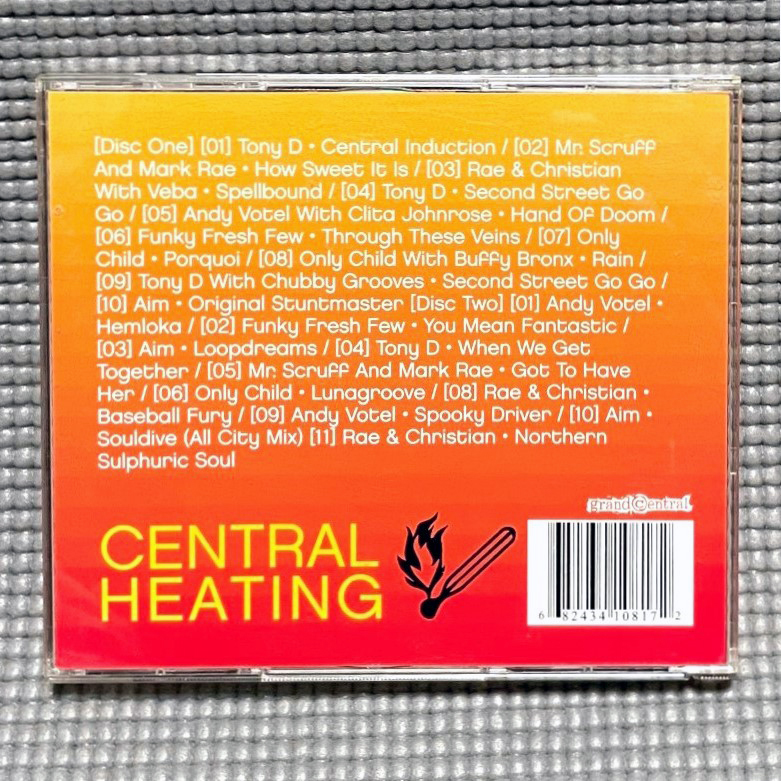 [Disc One] [01] Tony D • Central Induction / [02] Mr. Scruff
And Mark Rae • How Sweet It Is / [03] Rae & Christian
With Veba • Spellbound / [04] Tony D • Second Street Go
Go / [05] Andy Votel With Clita Johnrose • Hand Of Doom /
[06] Funky Fresh Few • Through These Veins / [07] Only
Child • Porquoi / [08] Only Child With Buffy Bronx • Rain /
[09] Tony D With Chubby Grooves • Second Street Go Go /
[10] Aim • Original Stuntmaster [Disc Two] [01] Andy Votel •
Hemloka / [02] Funky Fresh Few • You Mean Fantastic /
[03] Aim • Loopdreams / [04] Tony D • When We Get
Together / [05] Mr. Scruff And Mark Rae • Got To Have
Her / [06] Only Child • Lunagroove / [08] Rae & Christian •
Baseball Fury / [09] Andy Votel • Spooky Driver / [10] Aim •
Souldive (All City Mix) [11] Rae & Christian • Northern
Sulphuric Soul
grand©entral
CENTRAL
HEATING
6 82434 10817 2